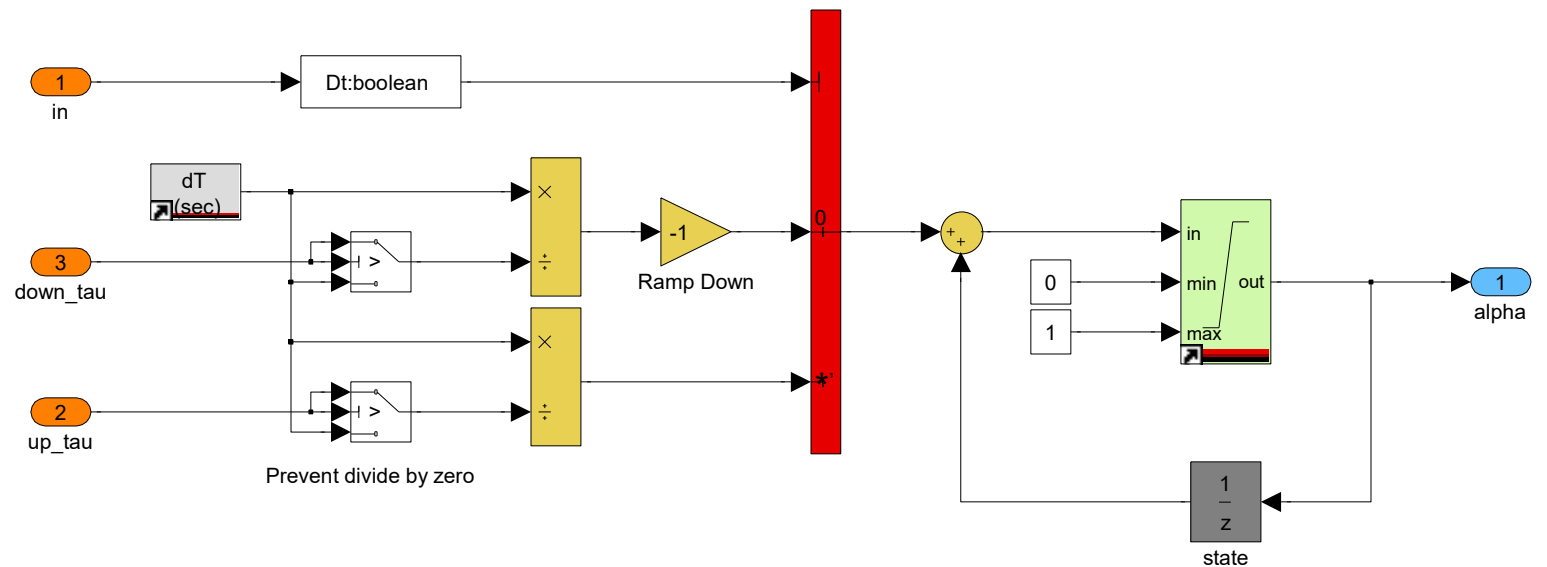 1
in
Dt:boolean
dT
(sec)
×
÷
3
down_tau
>
-1
Ramp Down
0
+
+
in
0
min
out
1
max
1
alpha
×
÷
2
up_tau
>
*,
Prevent divide by zero
1
z
state